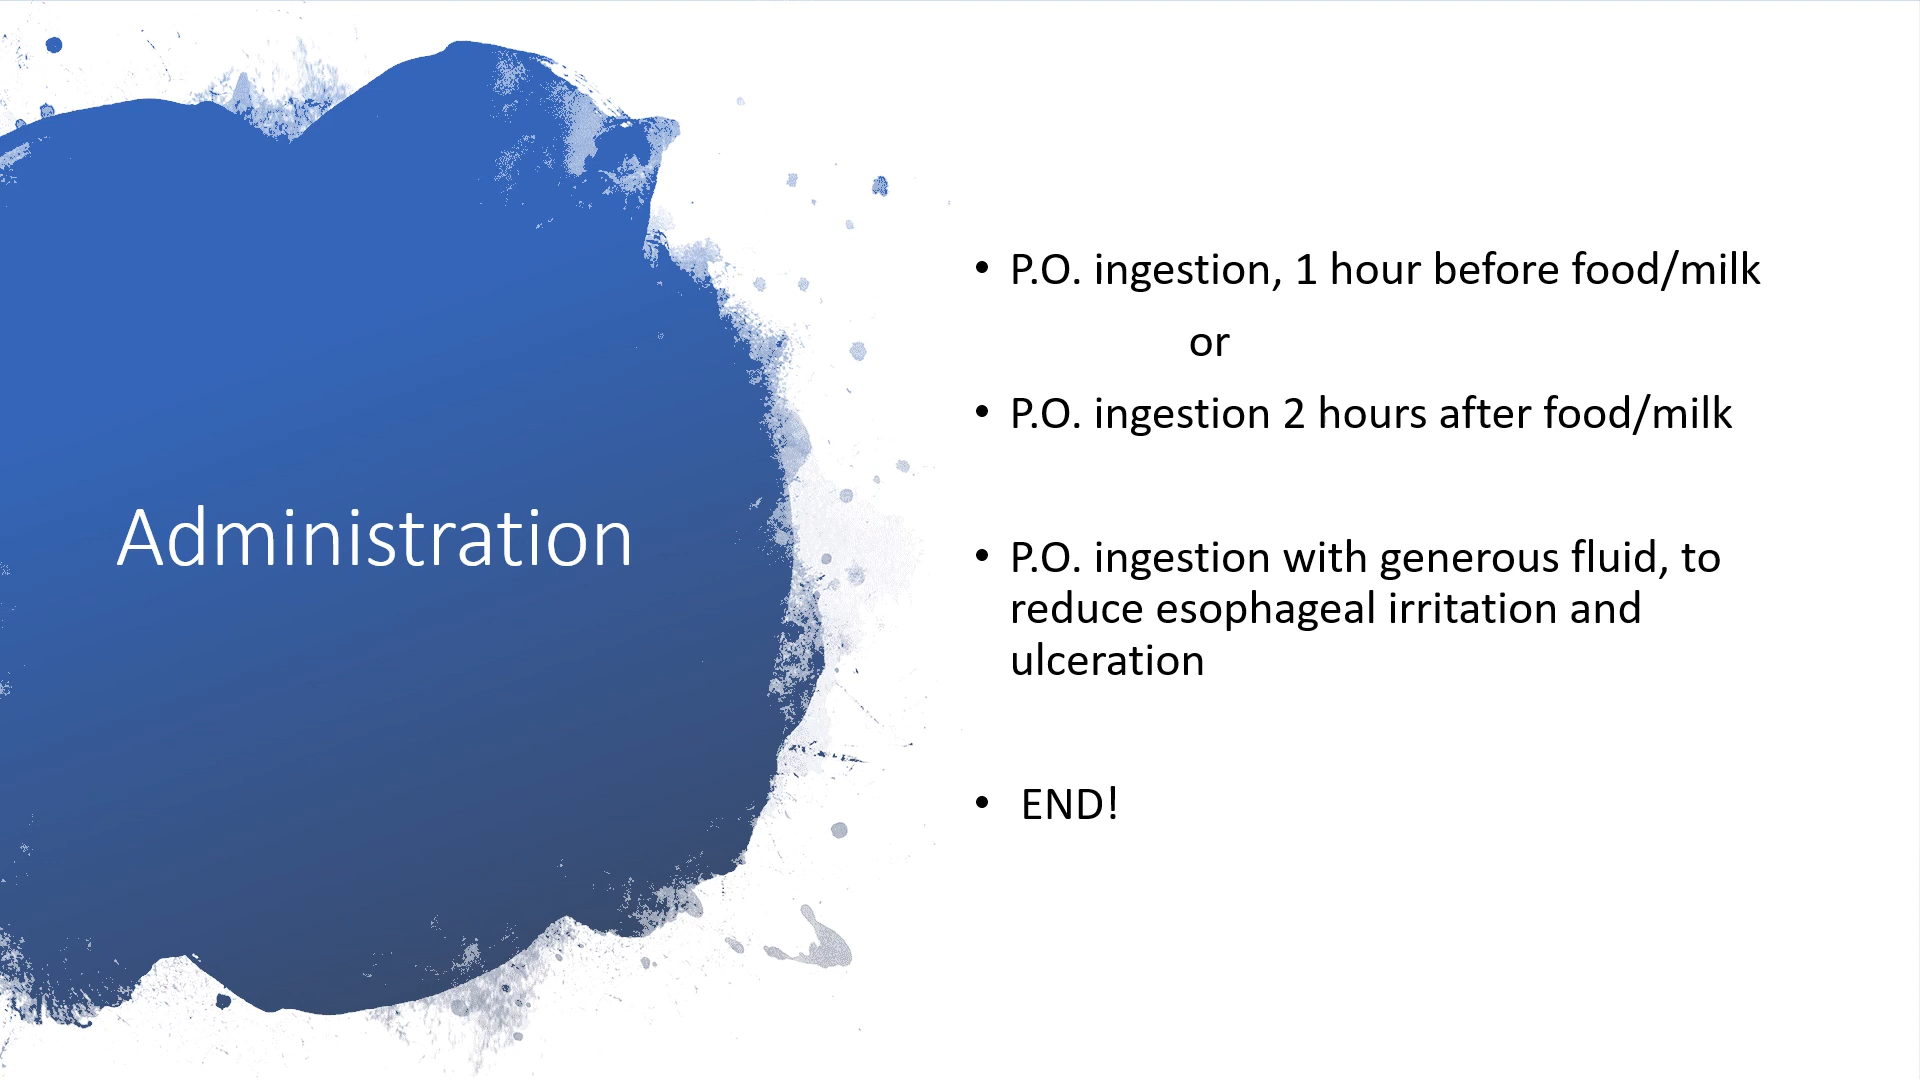 Administration
• P.O. ingestion, 1 hour before food/milk
or
• P.O. ingestion 2 hours after food/milk
• P.O. ingestion with generous fluid, to
reduce esophageal irritation and
ulceration
• END!